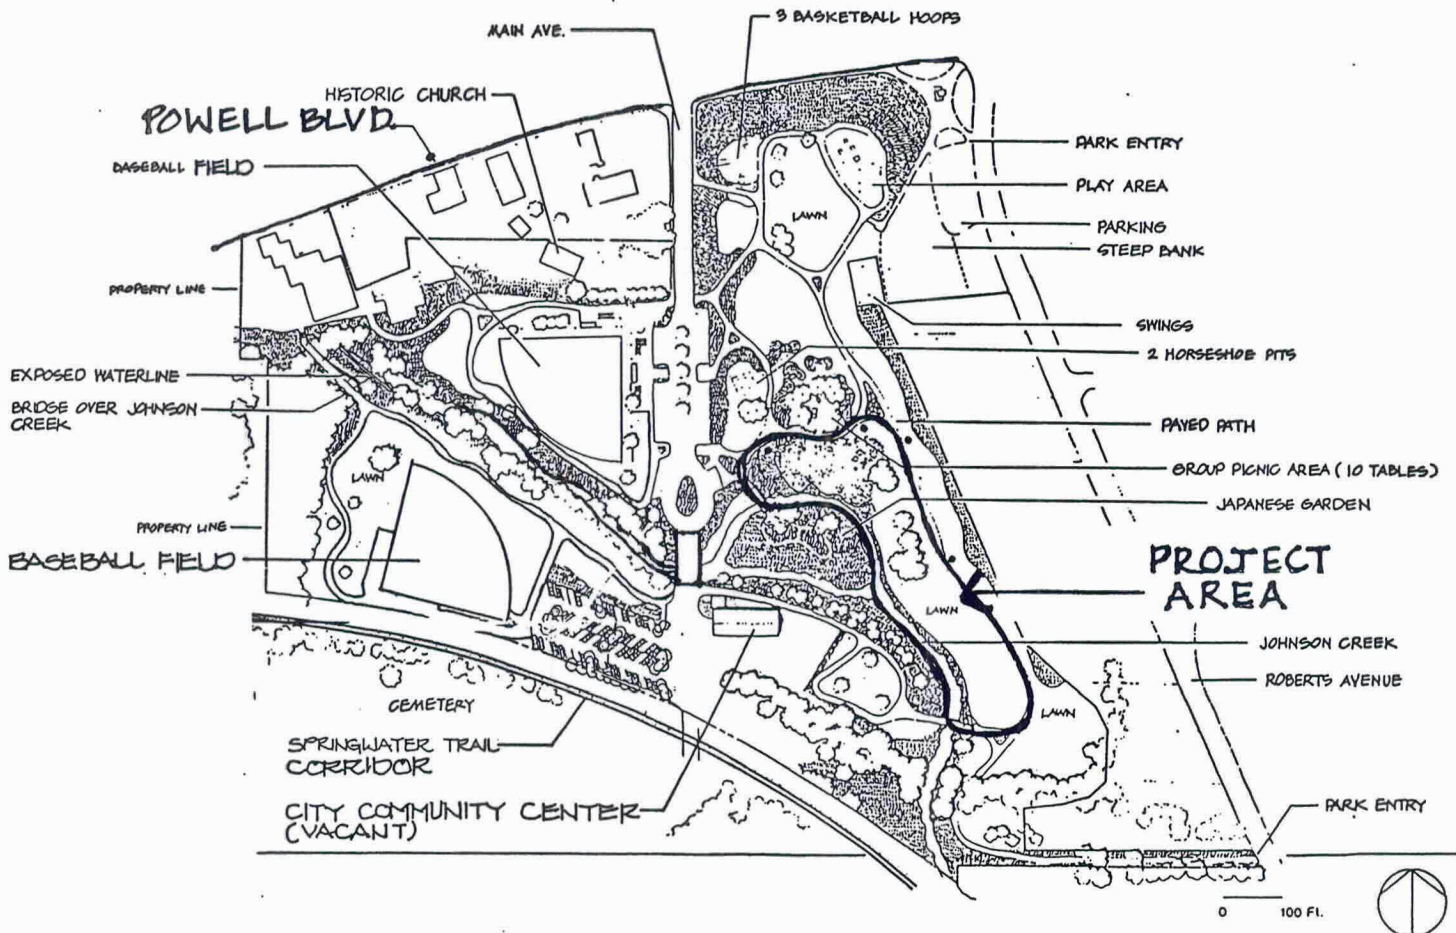 3 BASKETBALL HOOPS
MAIN AVE.
HISTORIC CHURCH
POWELL BLVD.
BASEBALL FIELD
PARK ENTRY
PLAY AREA
LAWN
PARKING
STEEP BANK
PROPERTY LINE
SWINGS
2 HORSESHOE PITS
EXPOSED WATERLINE
BRIDGE OVER JOHNSON
CREEK
PAVED PATH
GROUP PICNIC AREA (10 TABLES)
LAWN
JAPANESE GARDEN
PROPERTY LINE
BASEBALL FIELD
PROJECT
AREA
LAWN
JOHNSON CREEK
ROBERTS AVENUE
CEMETERY
LAWN
SPRINGWATER TRAIL
CORRIDOR
CITY COMMUNITY CENTER
(VACANT)
PARK ENTRY
0 100 Ft.